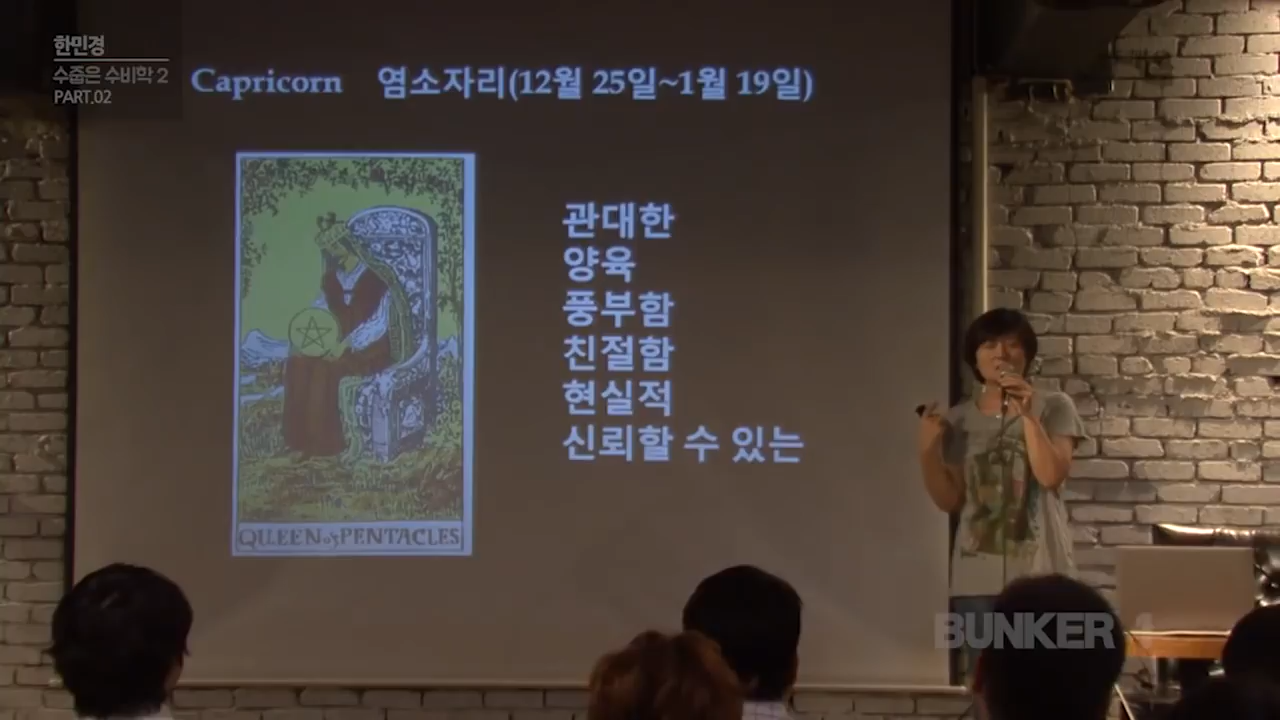 한민경
수줍은 수비학 2
PART.02
Capricorn 염소자리(12월 25일~1월 19일)
관대한
양육
풍부함
친절함
현실적
신뢰할 수 있는
QUEEN of PENTACLES
BUNKER 1